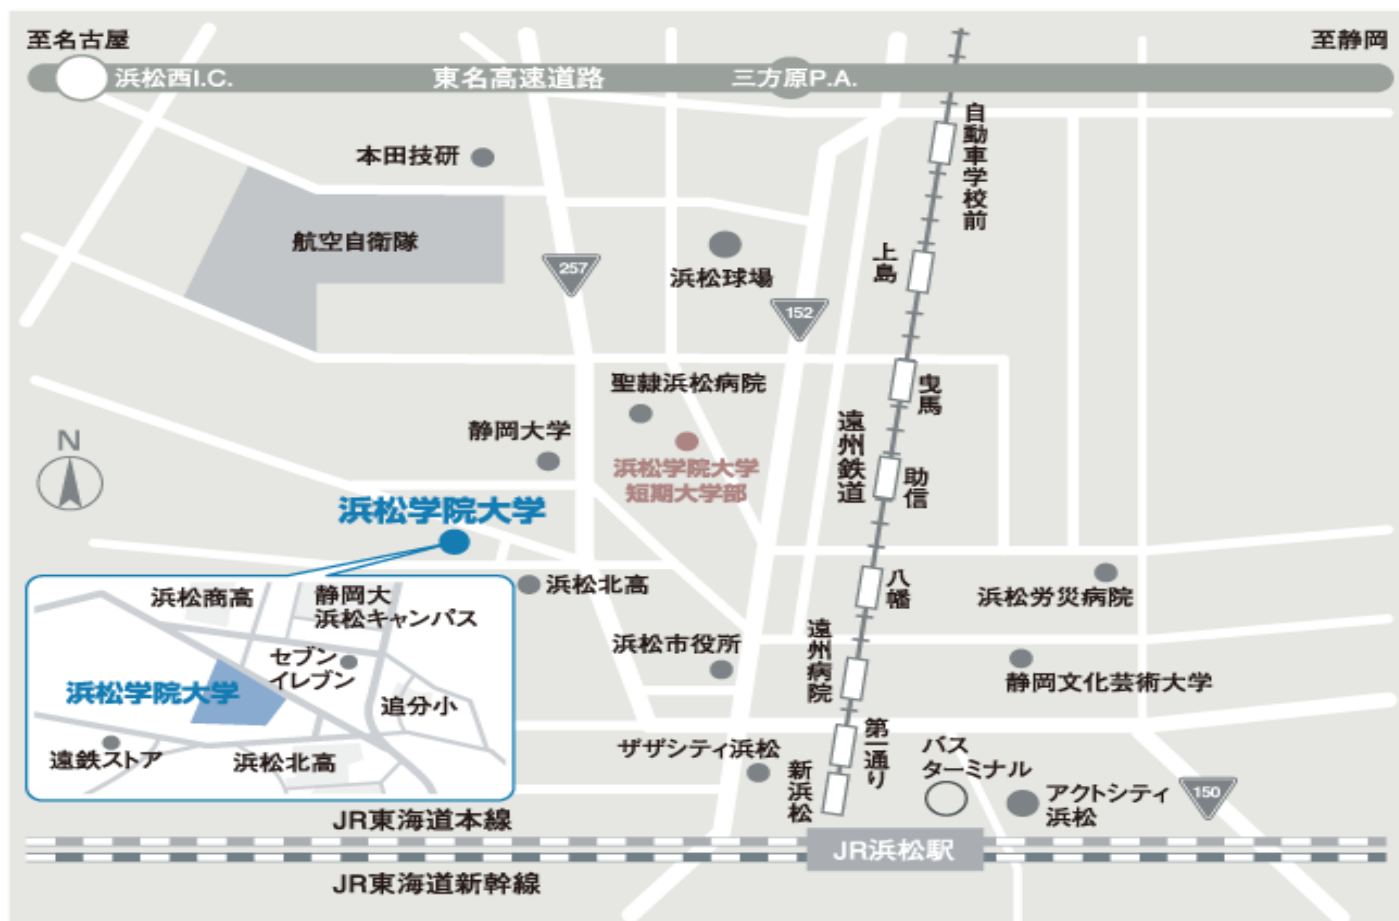 至名古屋
至静岡
浜松西I.C.
東名高速道路
三方原P.A.
自動車学校前
本田技研
航空自衛隊
上島
257
浜松球場
152
聖隷浜松病院
曳馬
静岡大学
遠州鉄道
N
浜松学院大学
短期大学部
助信
浜松学院大学
浜松北高
八幡
浜松労災病院
浜松商高
静岡大
浜松キャンパス
セブン
イレブン
浜松学院大学
追分小
遠鉄ストア
浜松北高
浜松市役所
遠州病院
静岡文化芸術大学
第一通り
ザザシティ浜松
新浜松
バス
ターミナル
アクトシティ
浜松
150
JR東海道本線
JR浜松駅
JR東海道新幹線